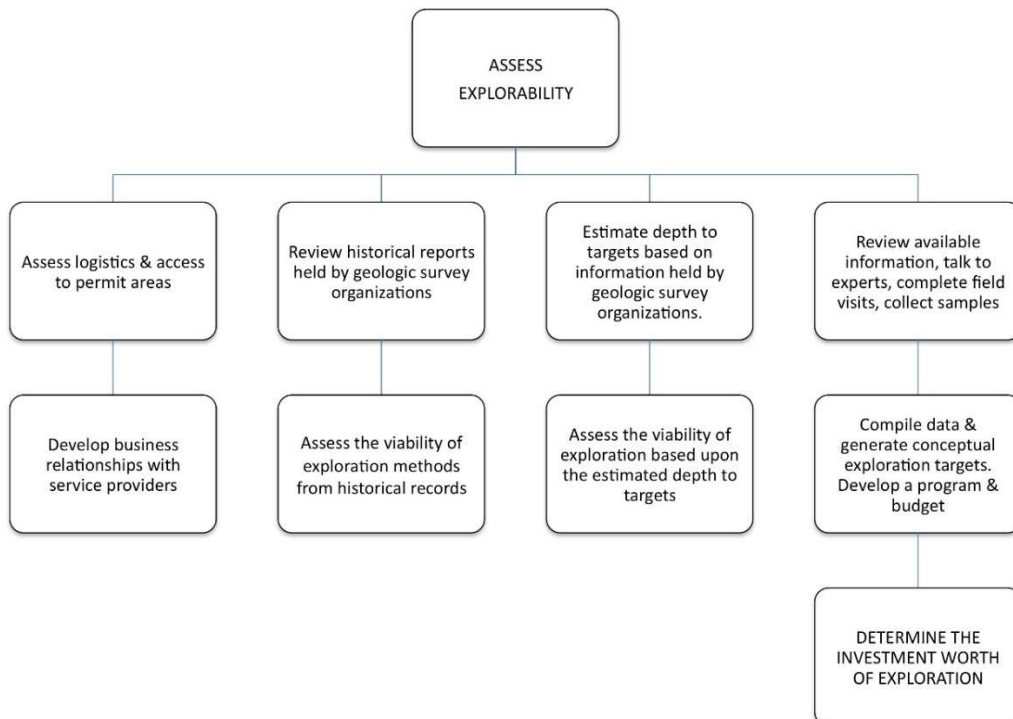 ASSESS
EXPLORABILITY
Assess logistics & access
to permit areas
Review historical reports
held by geologic survey
organizations
Estimate depth to
targets based on
information held by
geologic survey
organizations.
Review available
information, talk to
experts, complete field
visits, collect samples
Develop business
relationships with
service providers
Assess the viability of
exploration methods
from historical records
Assess the viability of
exploration based upon
the estimated depth to
targets
Compile data &
generate conceptual
exploration targets.
Develop a program &
budget
DETERMINE THE
INVESTMENT WORTH
OF EXPLORATION